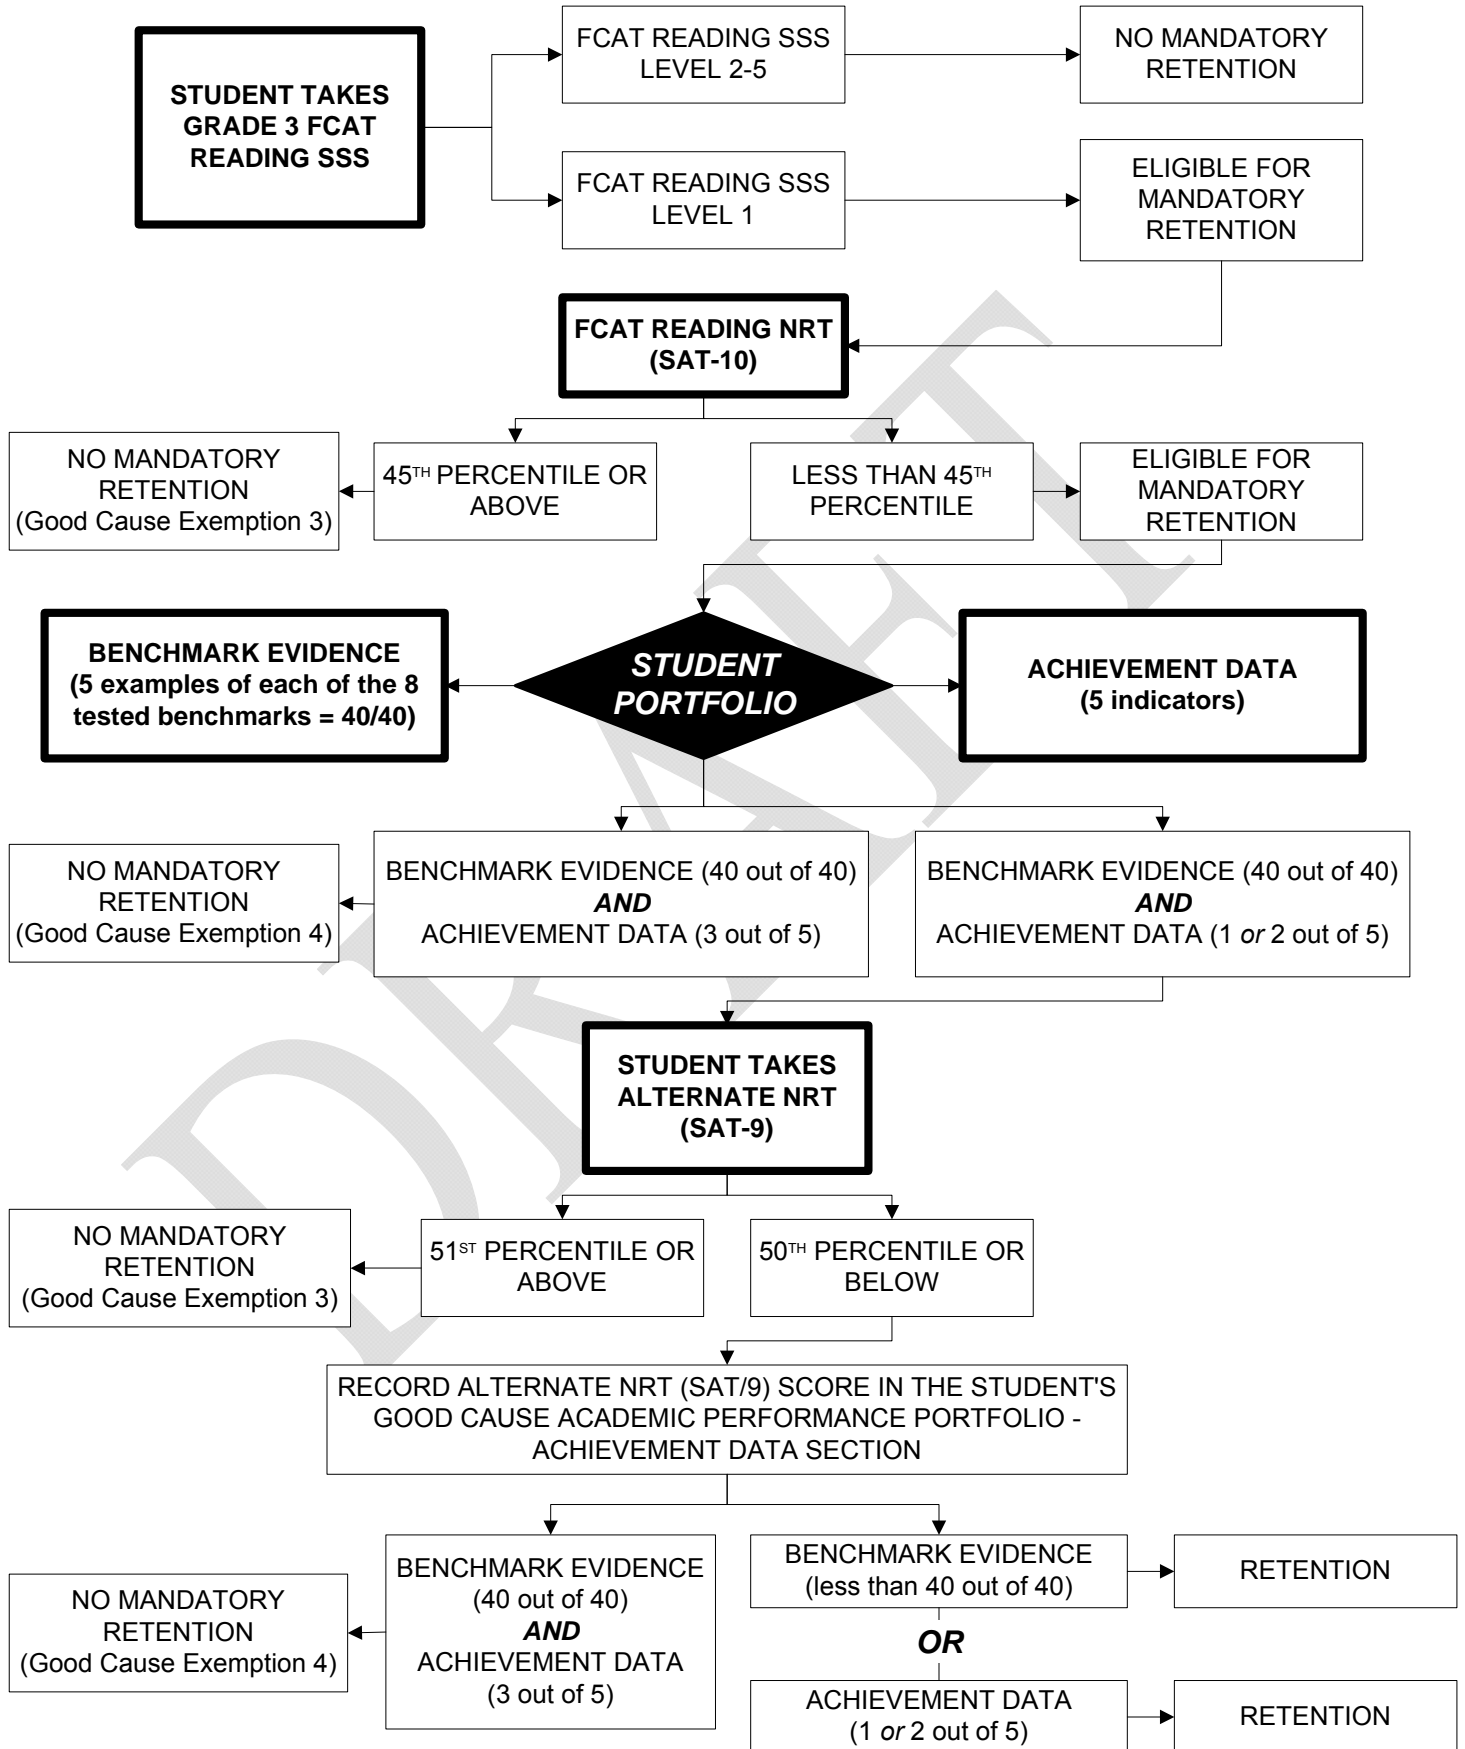 STUDENT TAKES
GRADE 3 FCAT
READING SSS
FCAT READING SSS
LEVEL 2-5
NO MANDATORY
RETENTION
FCAT READING SSS
LEVEL 1
ELIGIBLE FOR
MANDATORY
RETENTION
FCAT READING NRT
(SAT-10)
NO MANDATORY
RETENTION
(Good Cause Exemption 3)
45TH PERCENTILE OR
ABOVE
LESS THAN 45TH
PERCENTILE
ELIGIBLE FOR
MANDATORY
RETENTION
BENCHMARK EVIDENCE
(5 examples of each of the 8
tested benchmarks = 40/40)
STUDENT
PORTFOLIO
ACHIEVEMENT DATA
(5 indicators)
NO MANDATORY
RETENTION
(Good Cause Exemption 4)
BENCHMARK EVIDENCE (40 out of 40)
AND
ACHIEVEMENT DATA (3 out of 5)
BENCHMARK EVIDENCE (40 out of 40)
AND
ACHIEVEMENT DATA (1 or 2 out of 5)
STUDENT TAKES
ALTERNATE NRT
(SAT-9)
NO MANDATORY
RETENTION
(Good Cause Exemption 3)
51ST PERCENTILE OR
ABOVE
50TH PERCENTILE OR
BELOW
RECORD ALTERNATE NRT (SAT/9) SCORE IN THE STUDENT'S
GOOD CAUSE ACADEMIC PERFORMANCE PORTFOLIO -
ACHIEVEMENT DATA SECTION
NO MANDATORY
RETENTION
(Good Cause Exemption 4)
BENCHMARK EVIDENCE
(40 out of 40)
AND
ACHIEVEMENT DATA
(3 out of 5)
BENCHMARK EVIDENCE
(less than 40 out of 40)
RETENTION
OR
ACHIEVEMENT DATA
(1 or 2 out of 5)
RETENTION
DRAFT